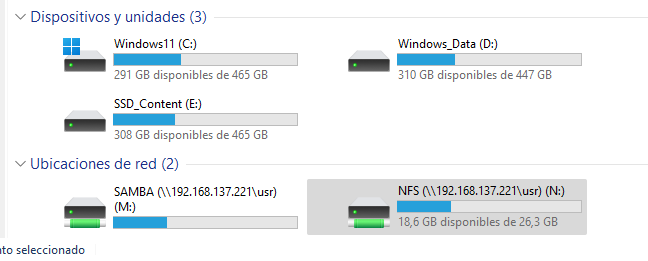 Dispositivos y unidades (3)
Windows11 (C:)
291 GB disponibles de 465 GB
Windows_Data (D:)
310 GB disponibles de 447 GB
SSD_Content (E:)
308 GB disponibles de 465 GB
Ubicaciones de red (2)
SAMBA (\\192.168.137.221\usr)
(M:)
NFS (\\192.168.137.221\usr) (N:)
18,6 GB disponibles de 26,3 GB
nto seleccionado